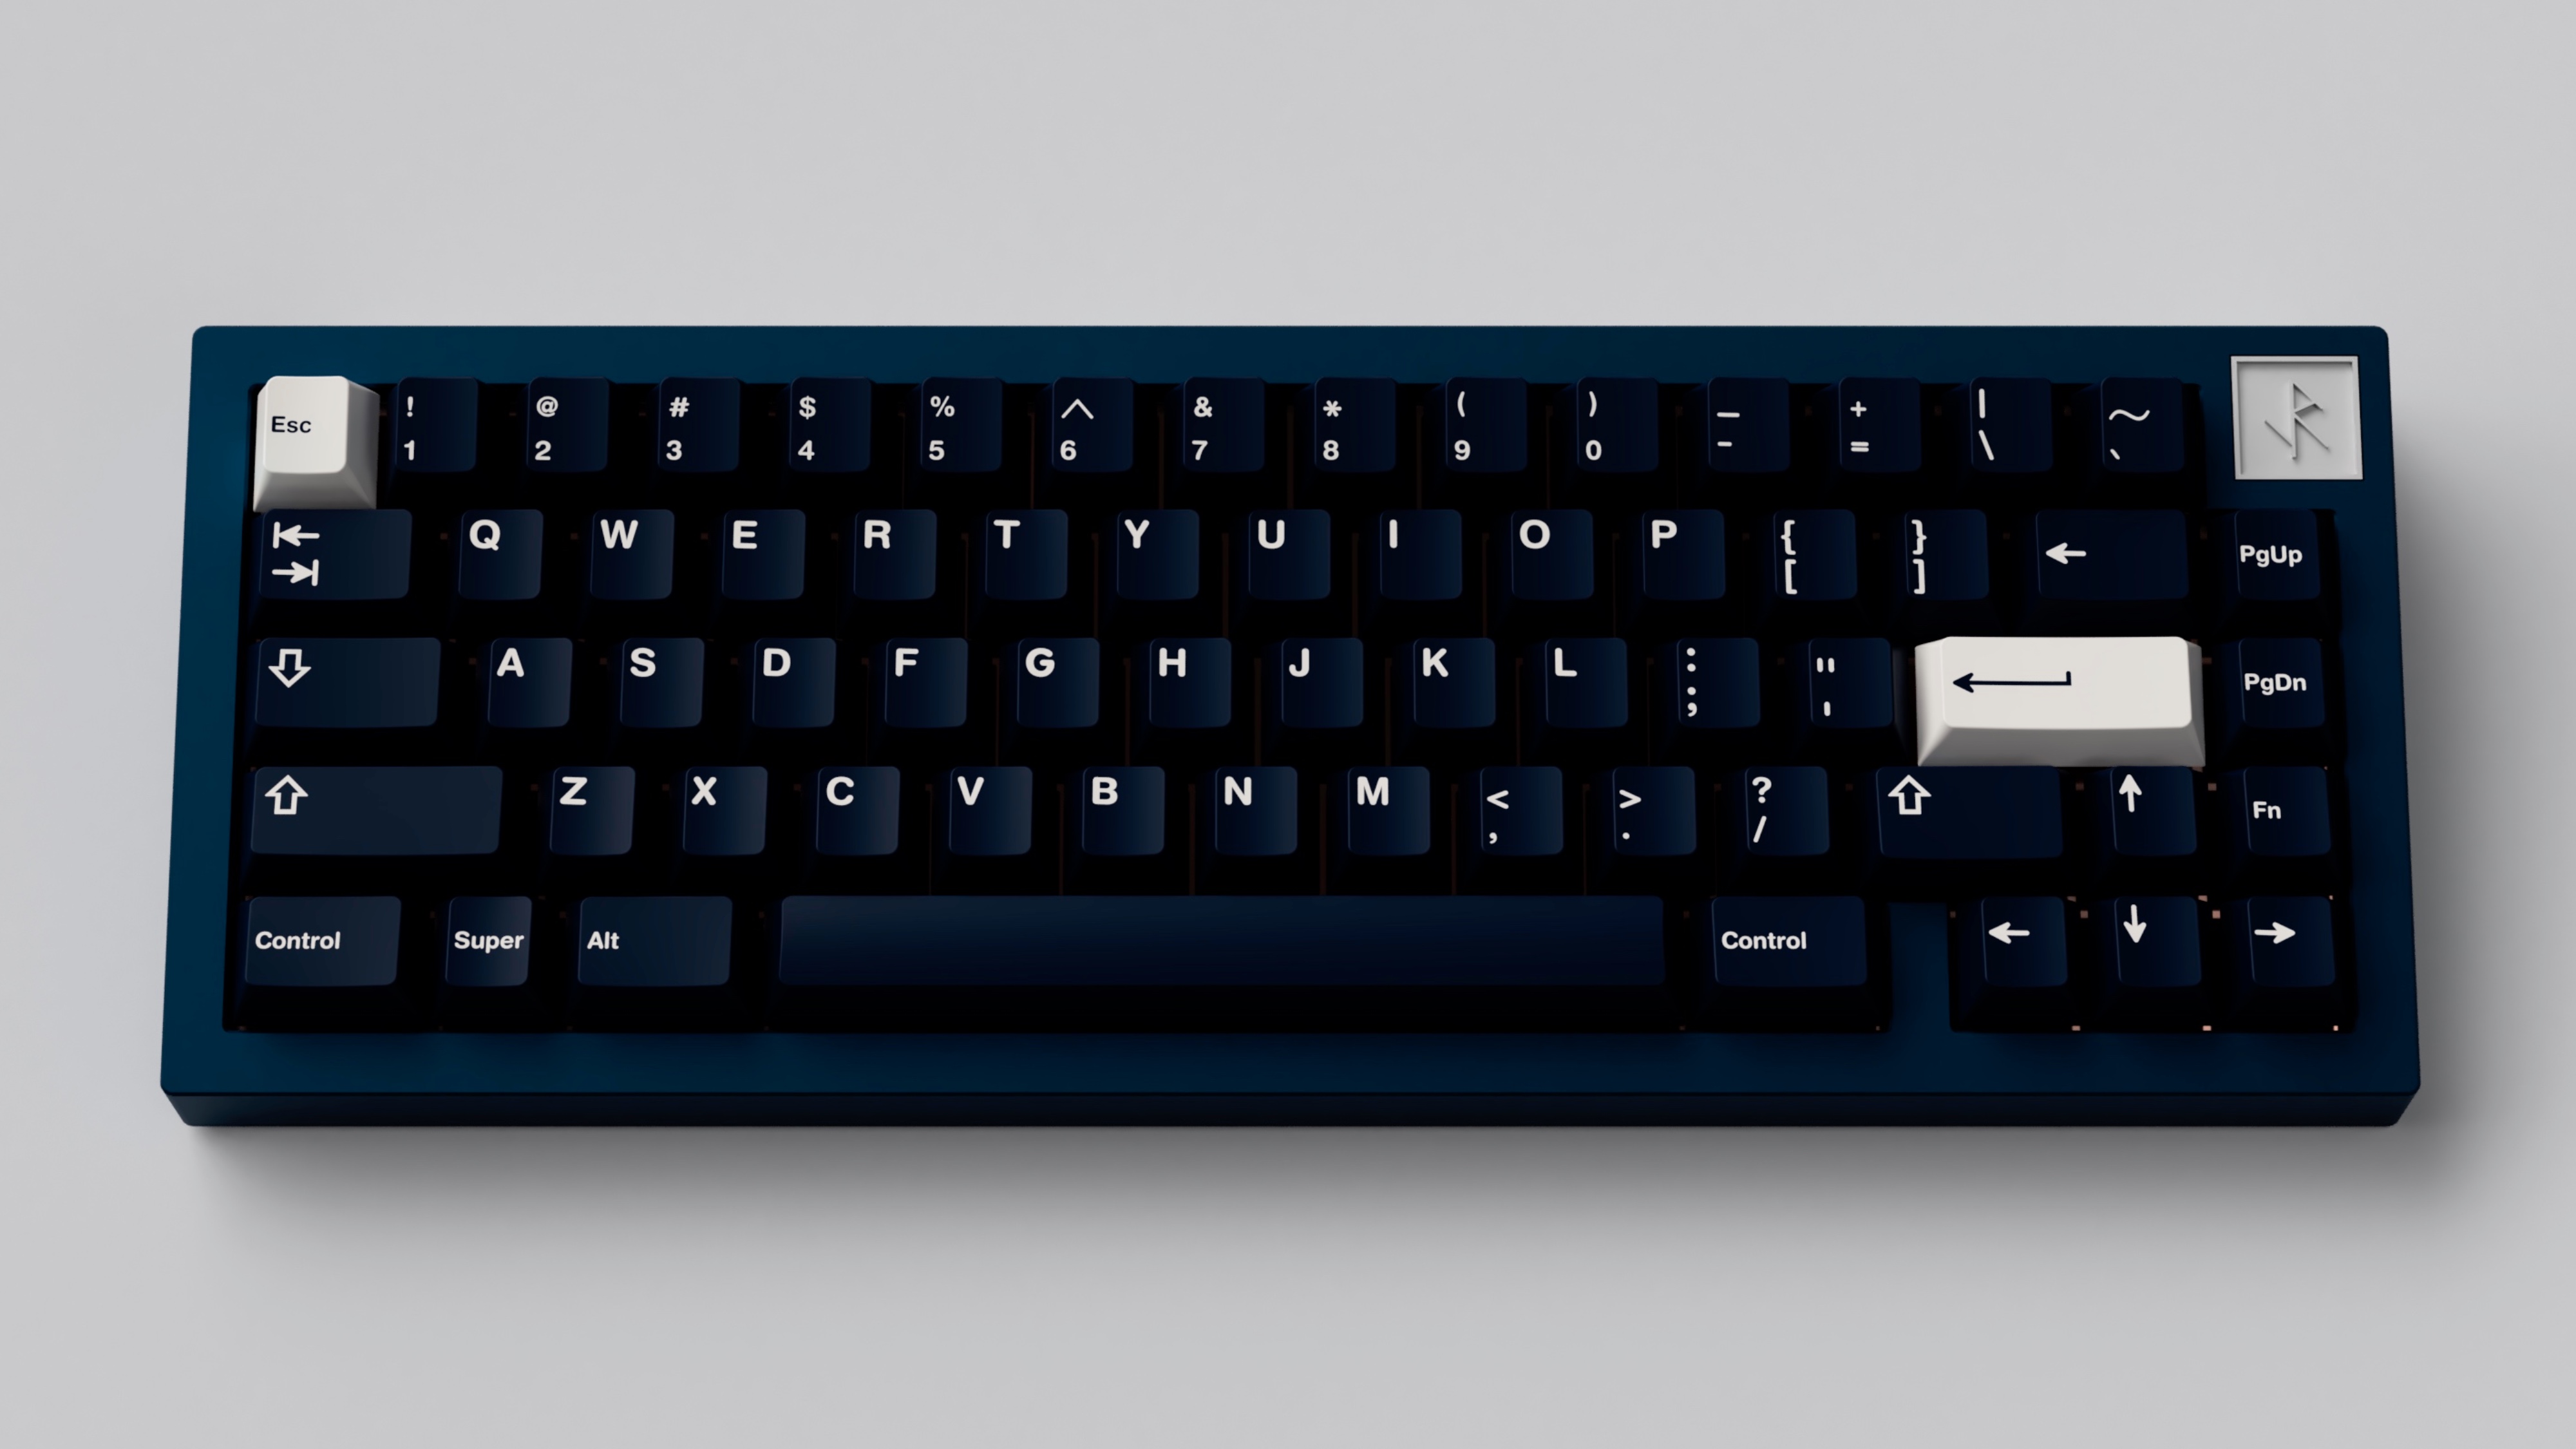 Esc ! @ # $ % ^ & * ( ) _ + | ~
1 2 3 4 5 6 7 8 9 0 - = \ `
Q W E R T Y U I O P { } ← PgUp
[ ]
A S D F G H J K L : " PgDn
; '
Z X C V B N M < > ? ↑ Fn
, . /
Control Super Alt Control ← ↓ →